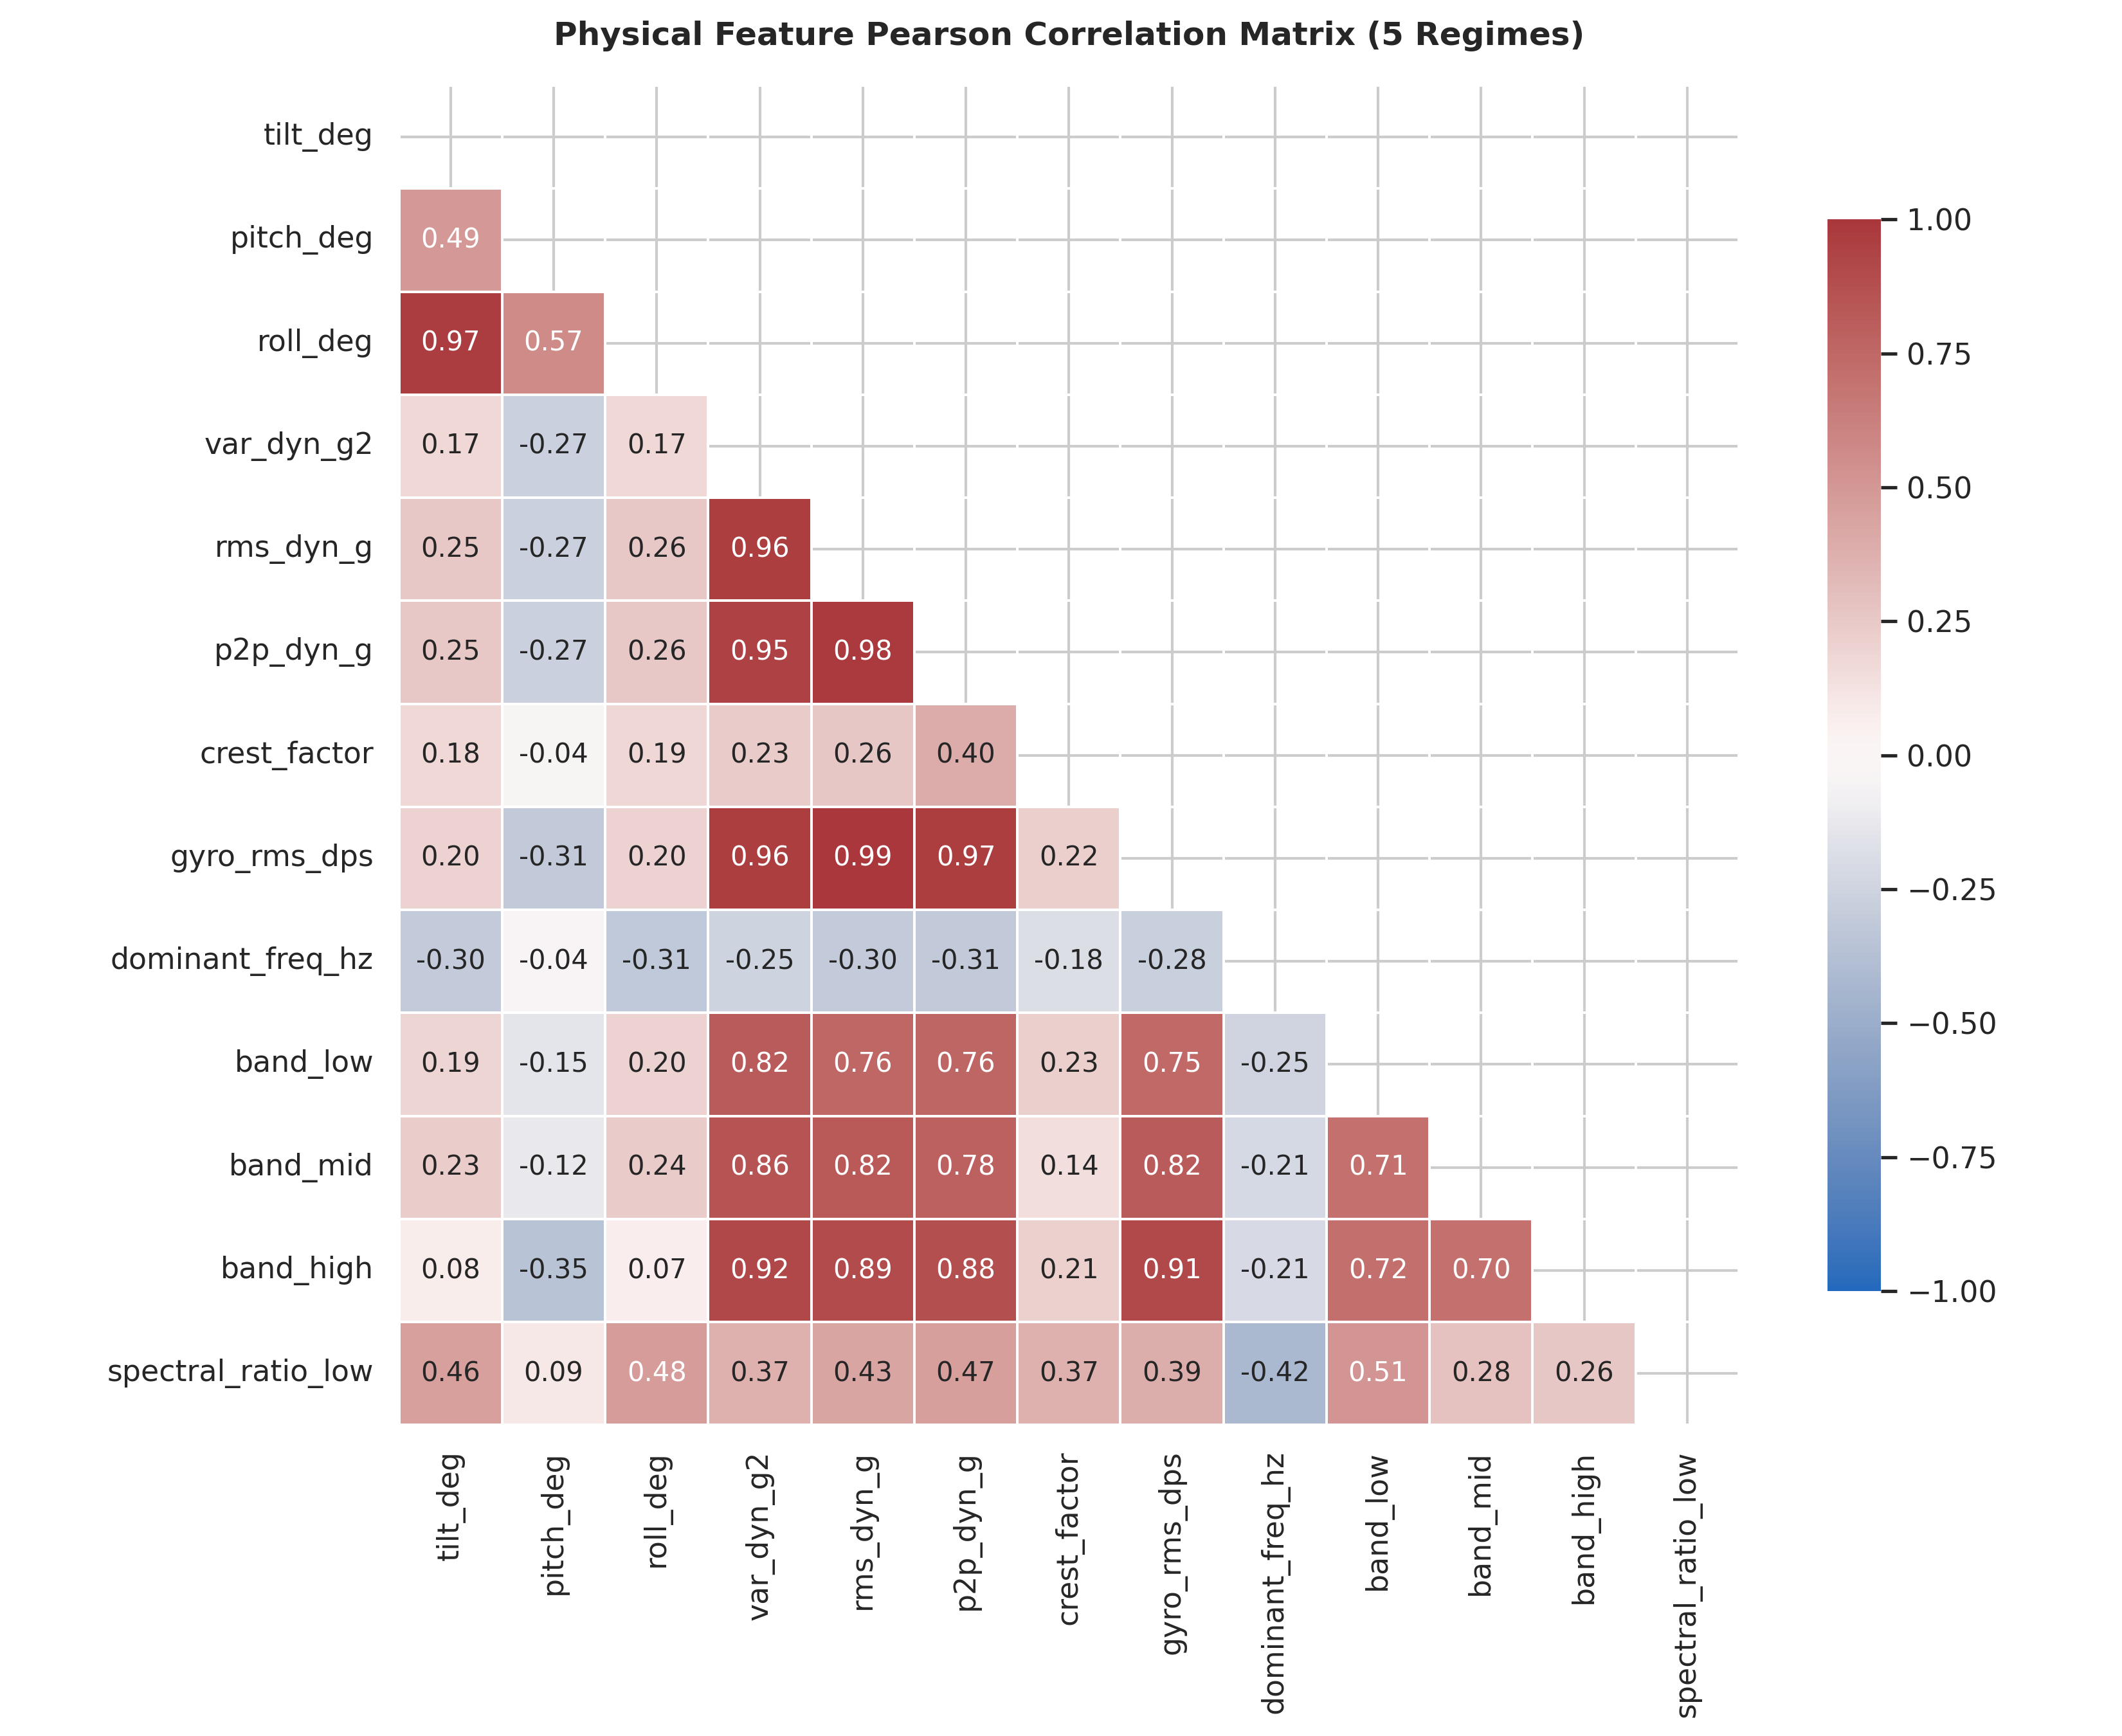 Physical Feature Pearson Correlation Matrix (5 Regimes)
tilt_deg
pitch_deg 0.49
roll_deg 0.97 0.57
var_dyn_g2 0.17 -0.27 0.17
rms_dyn_g 0.25 -0.27 0.26 0.96
p2p_dyn_g 0.25 -0.27 0.26 0.95 0.98
crest_factor 0.18 -0.04 0.19 0.23 0.26 0.40
gyro_rms_dps 0.20 -0.31 0.20 0.96 0.99 0.97 0.22
dominant_freq_hz -0.30 -0.04 -0.31 -0.25 -0.30 -0.31 -0.18 -0.28
band_low 0.19 -0.15 0.20 0.82 0.76 0.76 0.23 0.75 -0.25
band_mid 0.23 -0.12 0.24 0.86 0.82 0.78 0.14 0.82 -0.21 0.71
band_high 0.08 -0.35 0.07 0.92 0.89 0.88 0.21 0.91 -0.21 0.72 0.70
spectral_ratio_low 0.46 0.09 0.48 0.37 0.43 0.47 0.37 0.39 -0.42 0.51 0.28 0.26
tilt_deg pitch_deg roll_deg var_dyn_g2 rms_dyn_g p2p_dyn_g crest_factor gyro_rms_dps dominant_freq_hz band_low band_mid band_high spectral_ratio_low
1.00
0.75
0.50
0.25
0.00
−0.25
−0.50
−0.75
−1.00